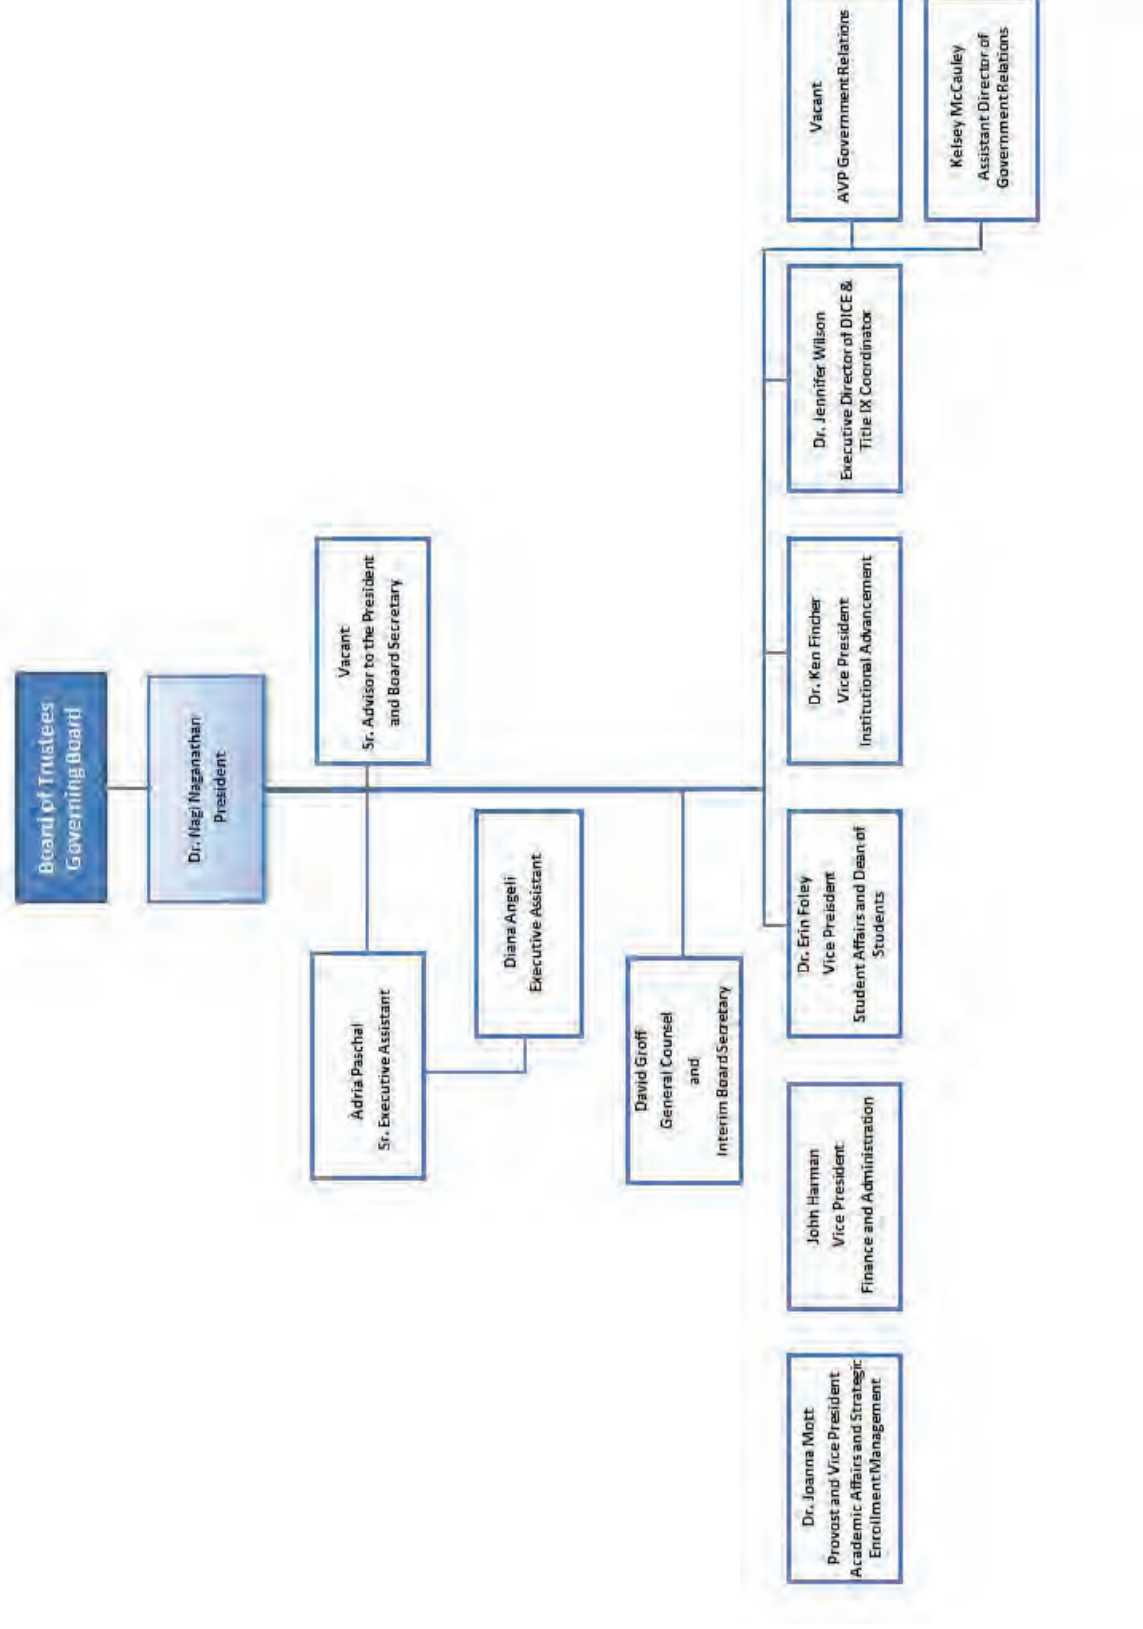 Board of Trustees
Governing Board
Dr. Nagi Naganathan
President
Adria Paschal
Sr. Executive Assistant
Vacant
Sr. Advisor to the President
and Board Secretary
Diana Angeli
Executive Assistant
David Groff
General Counsel
and
Interim Board Secretary
Dr. Joanna Mott
Provost and Vice President
Academic Affairs and Strategic
Enrollment Management
John Harman
Vice President
Finance and Administration
Dr. Erin Foley
Vice Preisdent
Student Affairs and Dean of
Students
Dr. Ken Fincher
Vice President
Institutional Advancement
Dr. Jennifer Wilson
Executive Director of DICE &
Title IX Coordinator
Vacant
AVP Government Relations
Kelsey McCauley
Assistant Director of
Government Relations